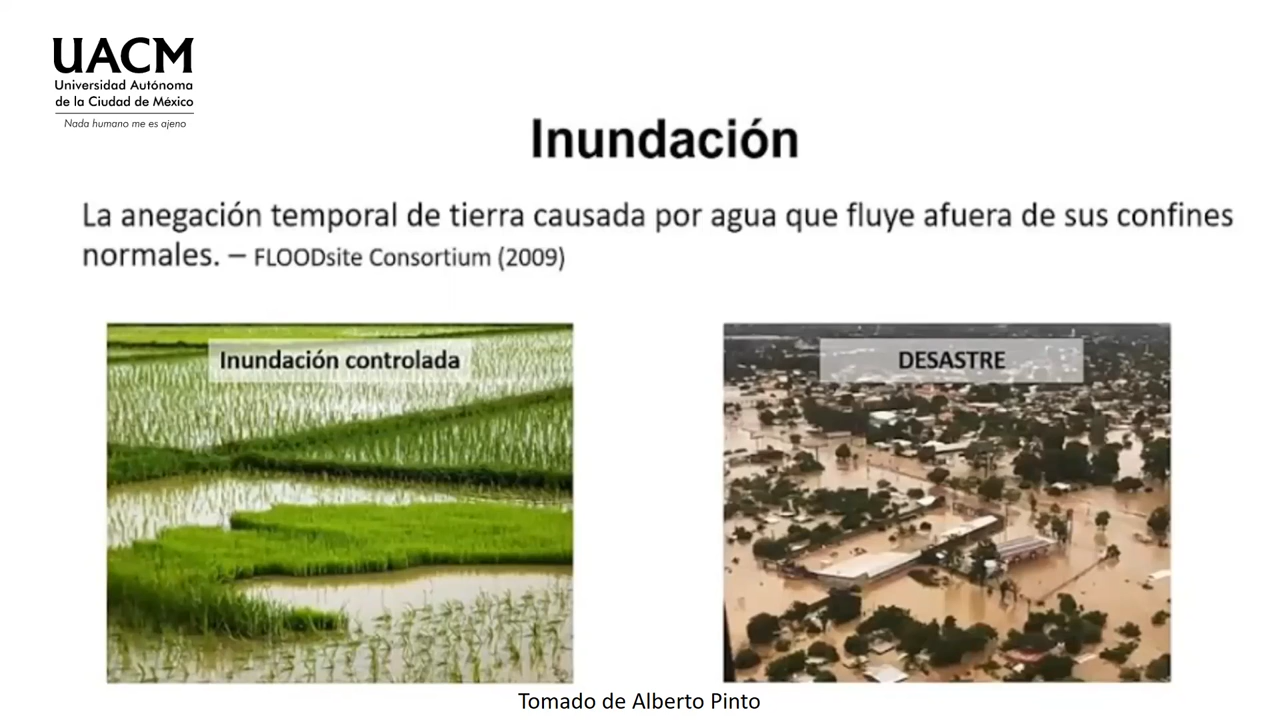 UACM
Universidad Autónoma
de la Ciudad de México
Nada humano me es ajeno
Inundación
La anegación temporal de tierra causada por agua que fluye afuera de sus confines
normales. – FLOODsite Consortium (2009)
Inundación controlada
DESASTRE
Tomado de Alberto Pinto